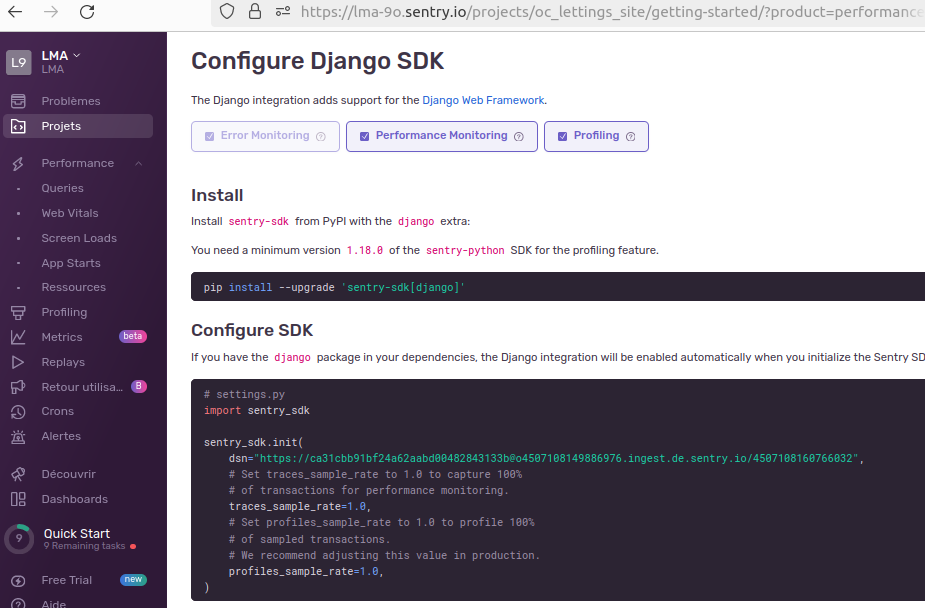 https://lma-9o.sentry.io/projects/oc_lettings_site/getting-started/?product=performance
L9
LMA
LMA
Problèmes
Projets
Performance
Queries
Web Vitals
Screen Loads
App Starts
Ressources
Profiling
Metrics beta
Replays
Retour utilisa... B
Crons
Alertes
Découvrir
Dashboards
9
Quick Start
9 Remaining tasks
Free Trial new
Aide
Configure Django SDK
The Django integration adds support for the Django Web Framework.
Error Monitoring ? Performance Monitoring ? Profiling ?
Install
Install sentry-sdk from PyPI with the django extra:
You need a minimum version 1.18.0 of the sentry-python SDK for the profiling feature.
pip install --upgrade 'sentry-sdk[django]'
Configure SDK
If you have the django package in your dependencies, the Django integration will be enabled automatically when you initialize the Sentry SD
# settings.py
import sentry_sdk
sentry_sdk.init(
dsn="https://ca31cbb91bf24a62aabd00482843133b@o4507108149886976.ingest.de.sentry.io/4507108160766032",
# Set traces_sample_rate to 1.0 to capture 100%
# of transactions for performance monitoring.
traces_sample_rate=1.0,
# Set profiles_sample_rate to 1.0 to profile 100%
# of sampled transactions.
# We recommend adjusting this value in production.
profiles_sample_rate=1.0,
)